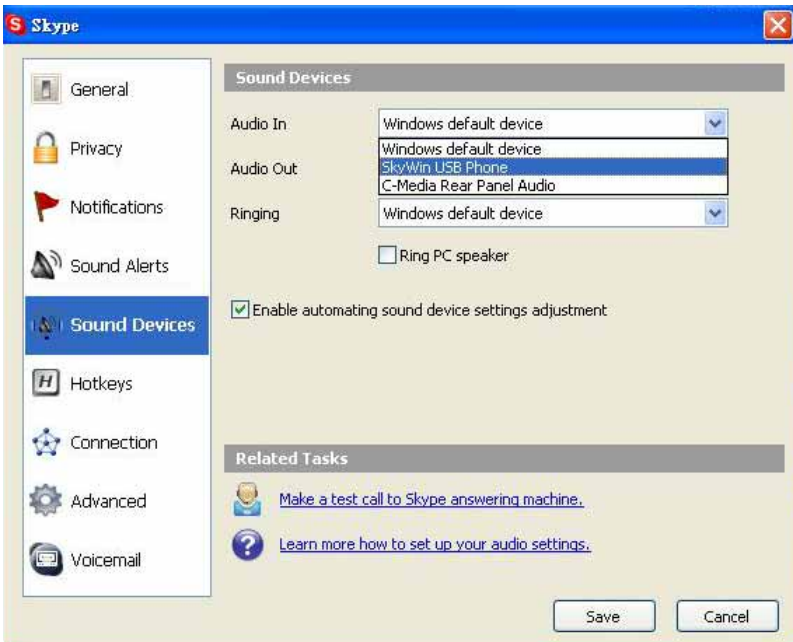 Skype
General
Privacy
Notifications
Sound Alerts
Sound Devices
Hotkeys
Connection
Advanced
Voicemail
Sound Devices
Audio In
Windows default device
Windows default device
SkyWin USB Phone
C-Media Rear Panel Audio
Audio Out
Ringing
Windows default device
Ring PC speaker
Enable automating sound device settings adjustment
Related Tasks
Make a test call to Skype answering machine.
Learn more how to set up your audio settings.
Save
Cancel